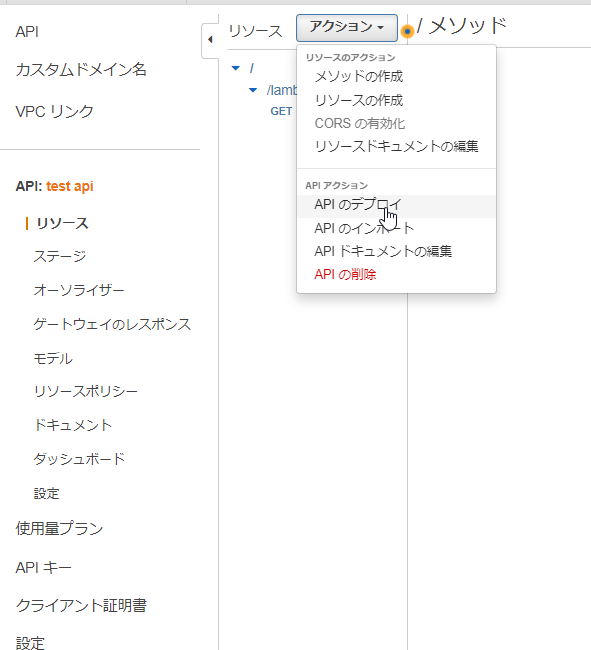 API
カスタムドメイン名
VPC リンク
API: test api
リソース
ステージ
オーソライザー
ゲートウェイのレスポンス
モデル
リソースポリシー
ドキュメント
ダッシュボード
設定
使用量プラン
API キー
クライアント証明書
設定
リソース
アクション
/ メソッド
/
/lamb
GET
リソースのアクション
メソッドの作成
リソースの作成
CORS の有効化
リソースドキュメントの編集
API アクション
API のデプロイ
API のインポート
API ドキュメントの編集
API の削除